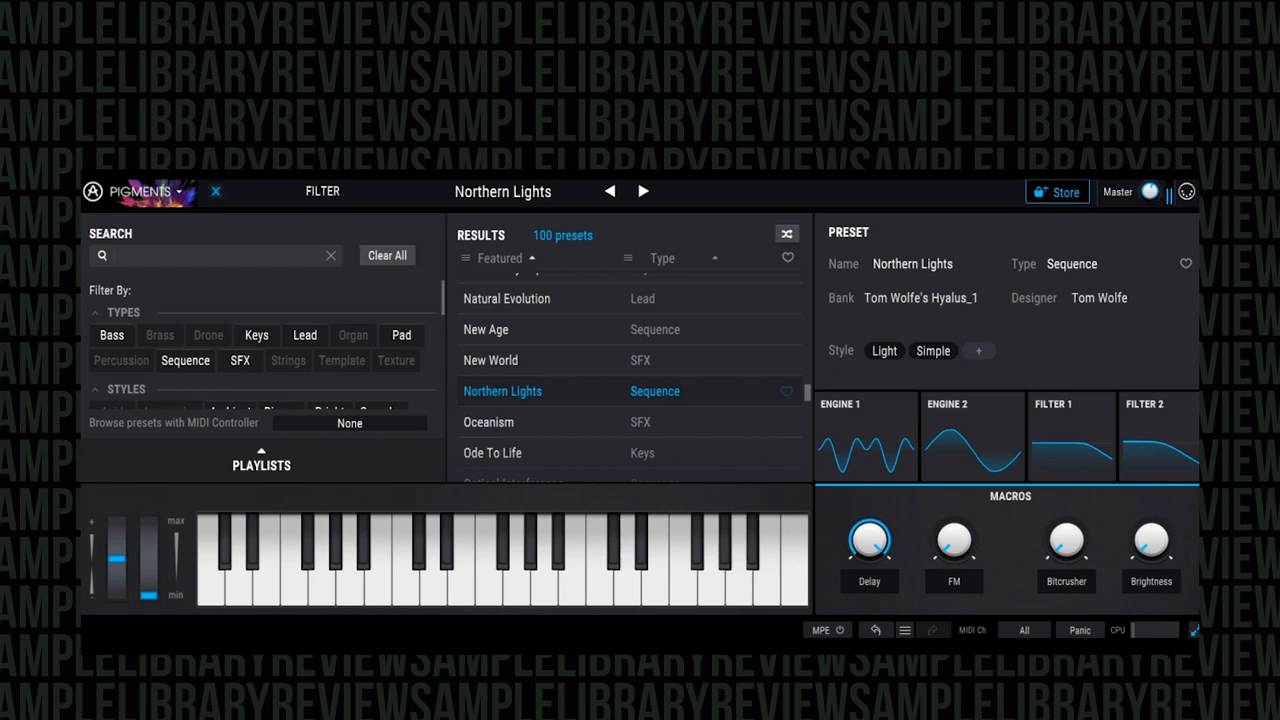 AMPLELIBRARYREVIEWSAMPLELIBRARYREVIEWSAMPLELIBRARYREVIEW
AMPLELIBRARYREVIEWSAMPLELIBRARYREVIEWSAMPLELIBRARYREVIEW
PIGMENTS
FILTER
Northern Lights
Store
Master
SEARCH
Clear All
Filter By:
TYPES
Bass Brass Drone Keys Lead Organ Pad
Percussion Sequence SFX Strings Template Texture
STYLES
Browse presets with MIDI Controller None
PLAYLISTS
RESULTS 100 presets
Featured Type
Natural Evolution Lead
New Age Sequence
New World SFX
Northern Lights Sequence
Oceanism SFX
Ode To Life Keys
PRESET
Name Northern Lights Type Sequence
Bank Tom Wolfe's Hyalus_1 Designer Tom Wolfe
Style Light Simple +
ENGINE 1 ENGINE 2 FILTER 1 FILTER 2
MACROS
Delay FM Bitcrusher Brightness
+ max
- min
MPE MIDI Ch All Panic CPU
AMPLELIBRARYREVIEWSAMPLELIBRARYREVIEWSAMPLELIBRARYREVIEW